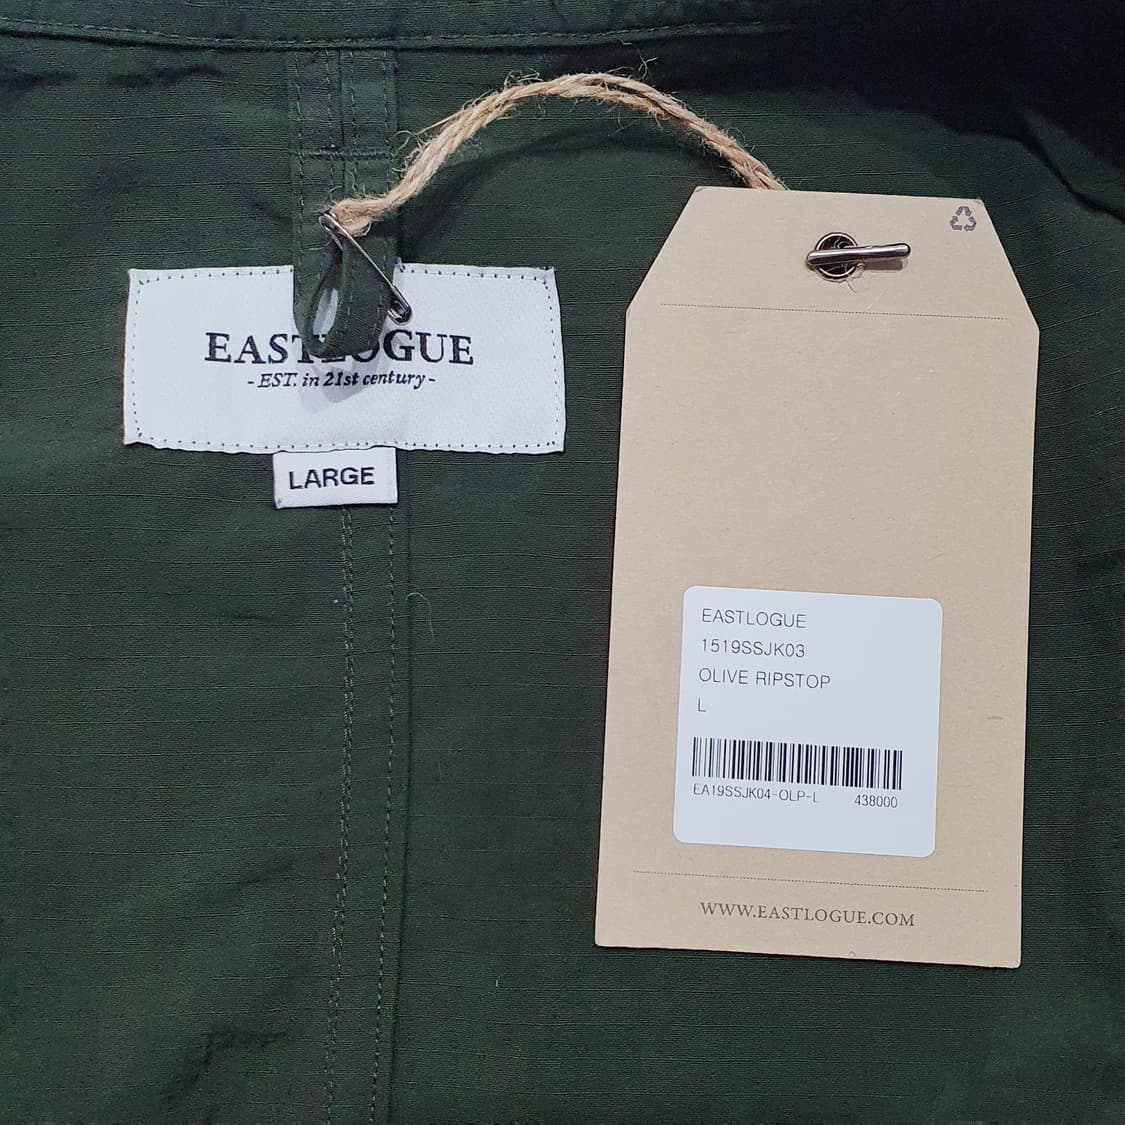 EASTLOGUE
- EST. in 21st century -
LARGE
EASTLOGUE
1519SSJK03
OLIVE RIPSTOP
L
EA19SSJK04-OLP-L 438000
WWW.EASTLOGUE.COM